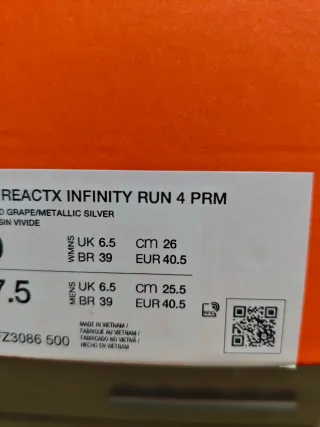 REACTX INFINITY RUN 4 PRM
GRAPE/METALLIC SILVER
VIVIDE
WMNS UK 6.5 cm 26
BR 39 EUR 40.5
7.5 MENS UK 6.5 cm 25.5
BR 39 EUR 40.5
MADE IN VIETNAM /
FABRIQUÉ AU VIETNAM /
FABRICADO NO VIETNÃ /
HECHO EN VIETNAM
FZ3086 500